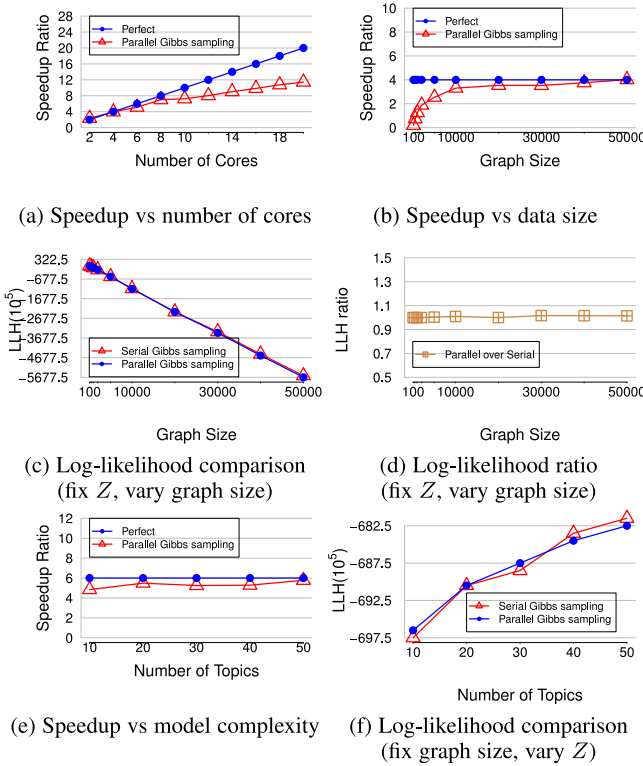 28
24
20
16
12
8
4
0
Speedup Ratio
Perfect
Parallel Gibbs sampling
2 4 6 8 10 14 18
Number of Cores
(a) Speedup vs number of cores
10
8
6
4
2
0
Speedup Ratio
Perfect
Parallel Gibbs sampling
100 10000 30000 50000
Graph Size
(b) Speedup vs data size
322.5
−677.5
−1677.5
−2677.5
−3677.5
−4677.5
−5677.5
LLH(10^5)
Serial Gibbs sampling
Parallel Gibbs sampling
100 10000 30000 50000
Graph Size
(c) Log-likelihood comparison
(fix Z, vary graph size)
1.5
1.3
1.1
0.9
0.7
0.5
LLH ratio
Parallel over Serial
100 10000 30000 50000
Graph Size
(d) Log-likelihood ratio
(fix Z, vary graph size)
12
10
8
6
4
2
0
Speedup Ratio
Perfect
Parallel Gibbs sampling
10 20 30 40 50
Number of Topics
(e) Speedup vs model complexity
−682.5
−687.5
−692.5
−697.5
LLH(10^5)
Serial Gibbs sampling
Parallel Gibbs sampling
10 20 30 40 50
Number of Topics
(f) Log-likelihood comparison
(fix graph size, vary Z)